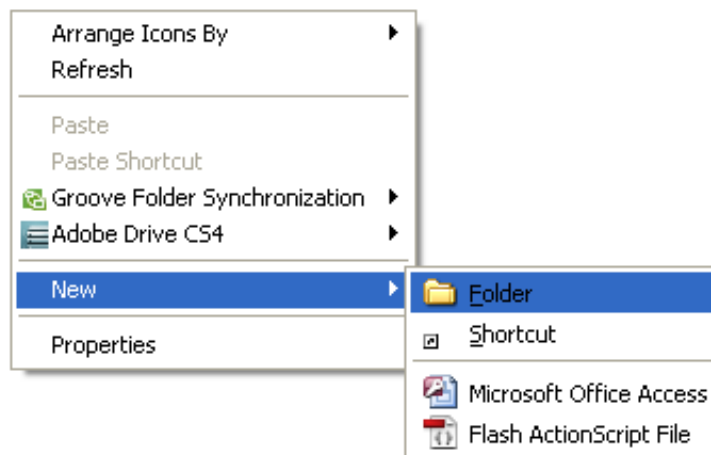 Arrange Icons By
Refresh
Paste
Paste Shortcut
Groove Folder Synchronization
Adobe Drive CS4
New
Properties
Folder
Shortcut
Microsoft Office Access
Flash ActionScript File